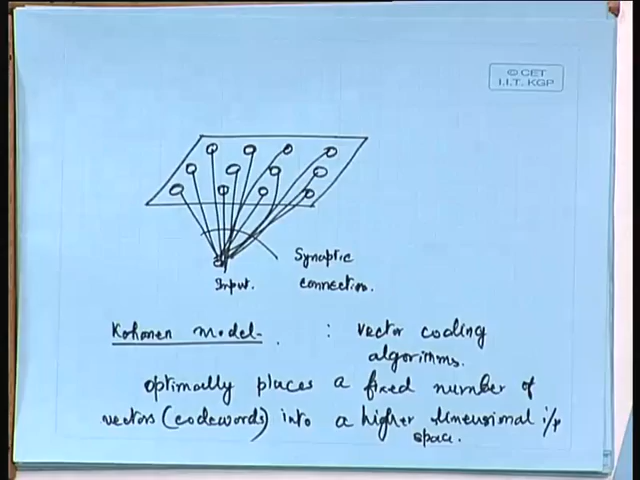 © CET
I.I.T. KGP
Synaptic
Input. connection.
Kohonen model- : vector coding
algorithms.
optimally places a fixed number of
vectors (codewords) into a higher dimensional i/p
space.